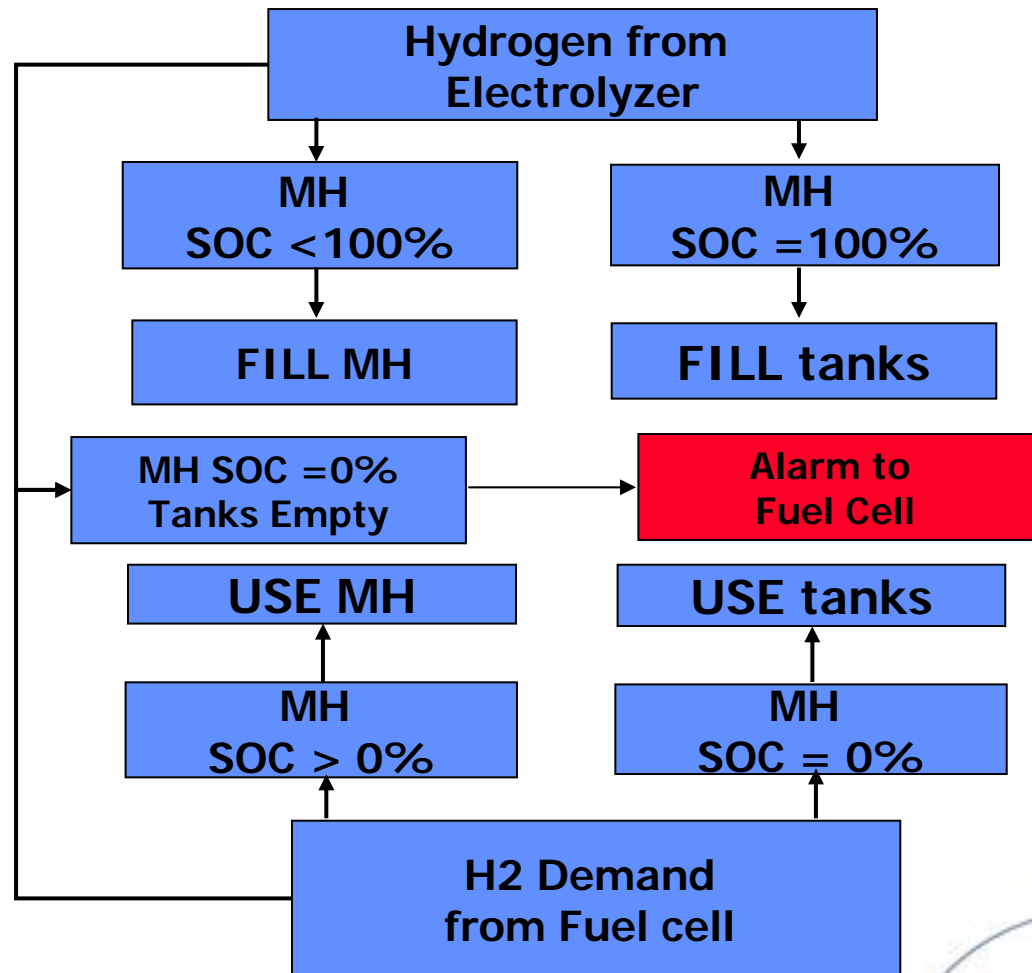 Hydrogen from
Electrolyzer
MH
SOC <100%
MH
SOC =100%
FILL MH
FILL tanks
MH SOC =0%
Tanks Empty
Alarm to
Fuel Cell
USE MH
USE tanks
MH
SOC > 0%
MH
SOC = 0%
H2 Demand
from Fuel cell